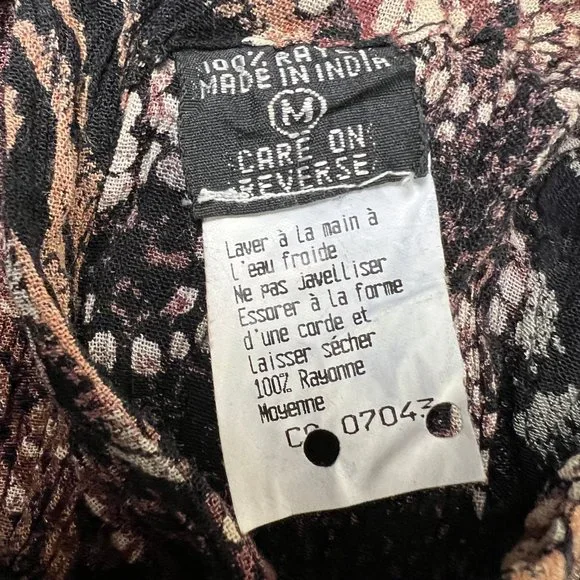 100% RAYO
MADE IN INDIA
M
CARE ON
REVERSE
Laver à la main à
l'eau froide
Ne pas javelliser
Essorer à la forme
d'une corde et
laisser sécher
100% Rayonne
Moyenne
07043